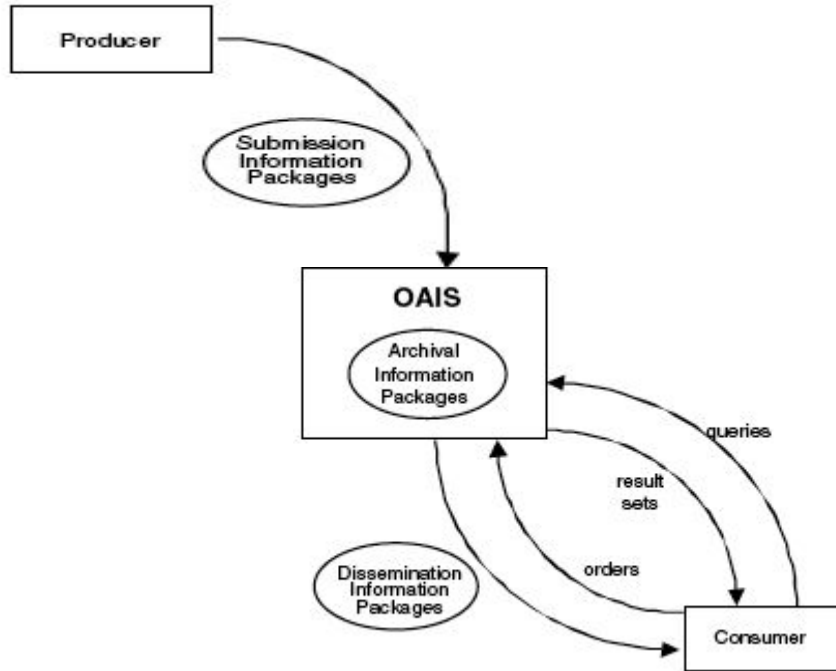 Producer
Submission
Information
Packages
OAIS
Archival
Information
Packages
queries
result
sets
orders
Dissemination
Information
Packages
Consumer